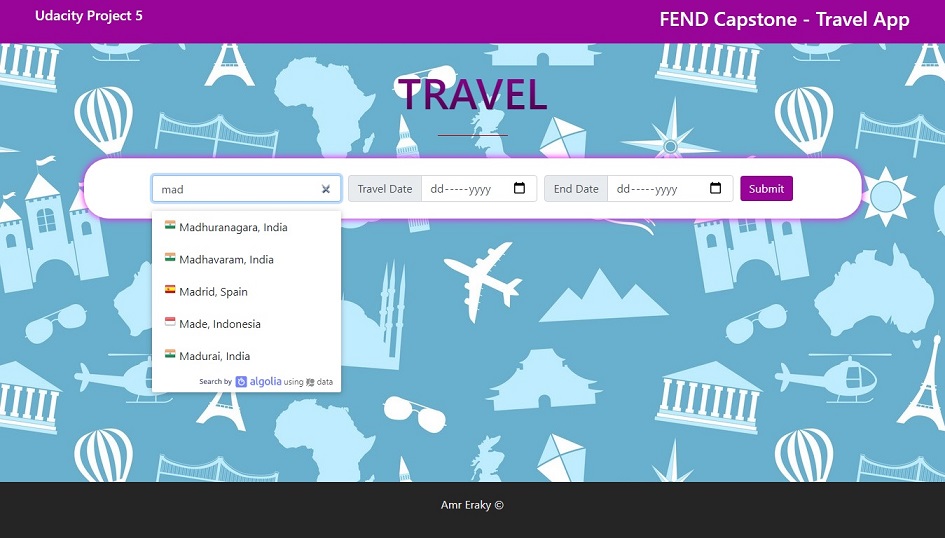 Udacity Project 5
FEND Capstone - Travel App
TRAVEL
mad
Travel Date
dd-----yyyy
End Date
dd-----yyyy
Submit
Madhuranagara, India
Madhavaram, India
Madrid, Spain
Made, Indonesia
Madurai, India
Search by algolia using data
Amr Eraky ©